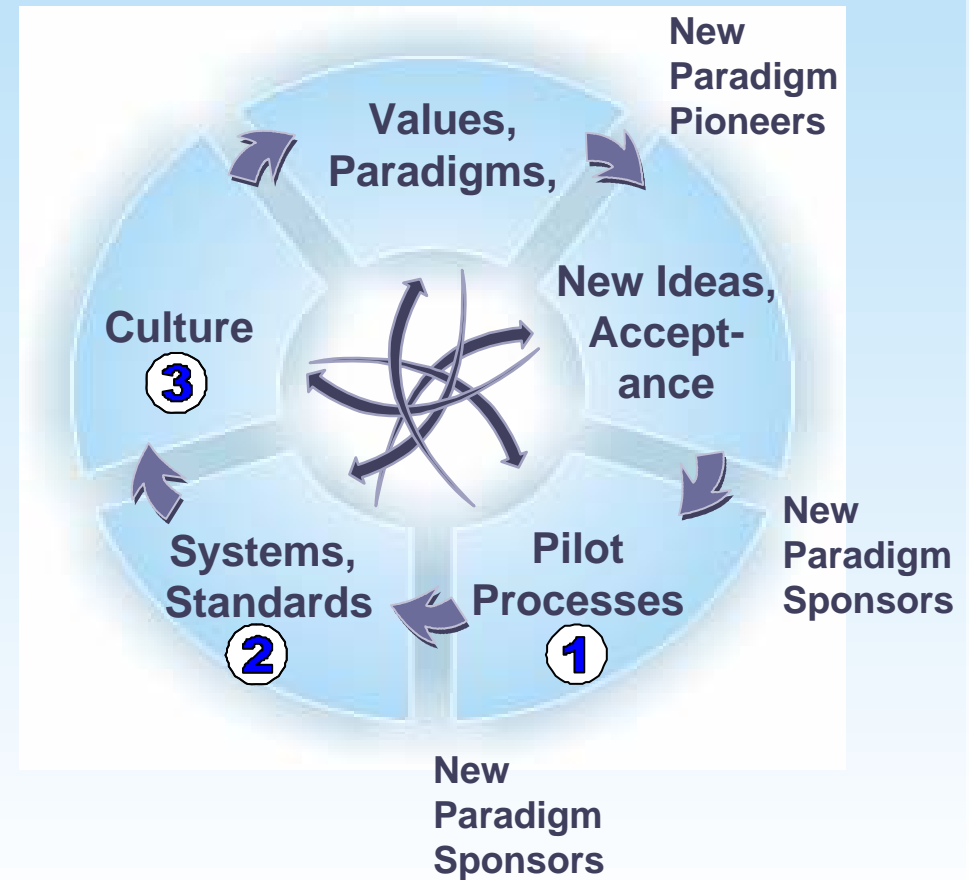 New
Paradigm
Pioneers
Values,
Paradigms,
New Ideas,
Accept-
ance
New
Paradigm
Sponsors
Pilot
Processes
1
New
Paradigm
Sponsors
Systems,
Standards
2
Culture
3